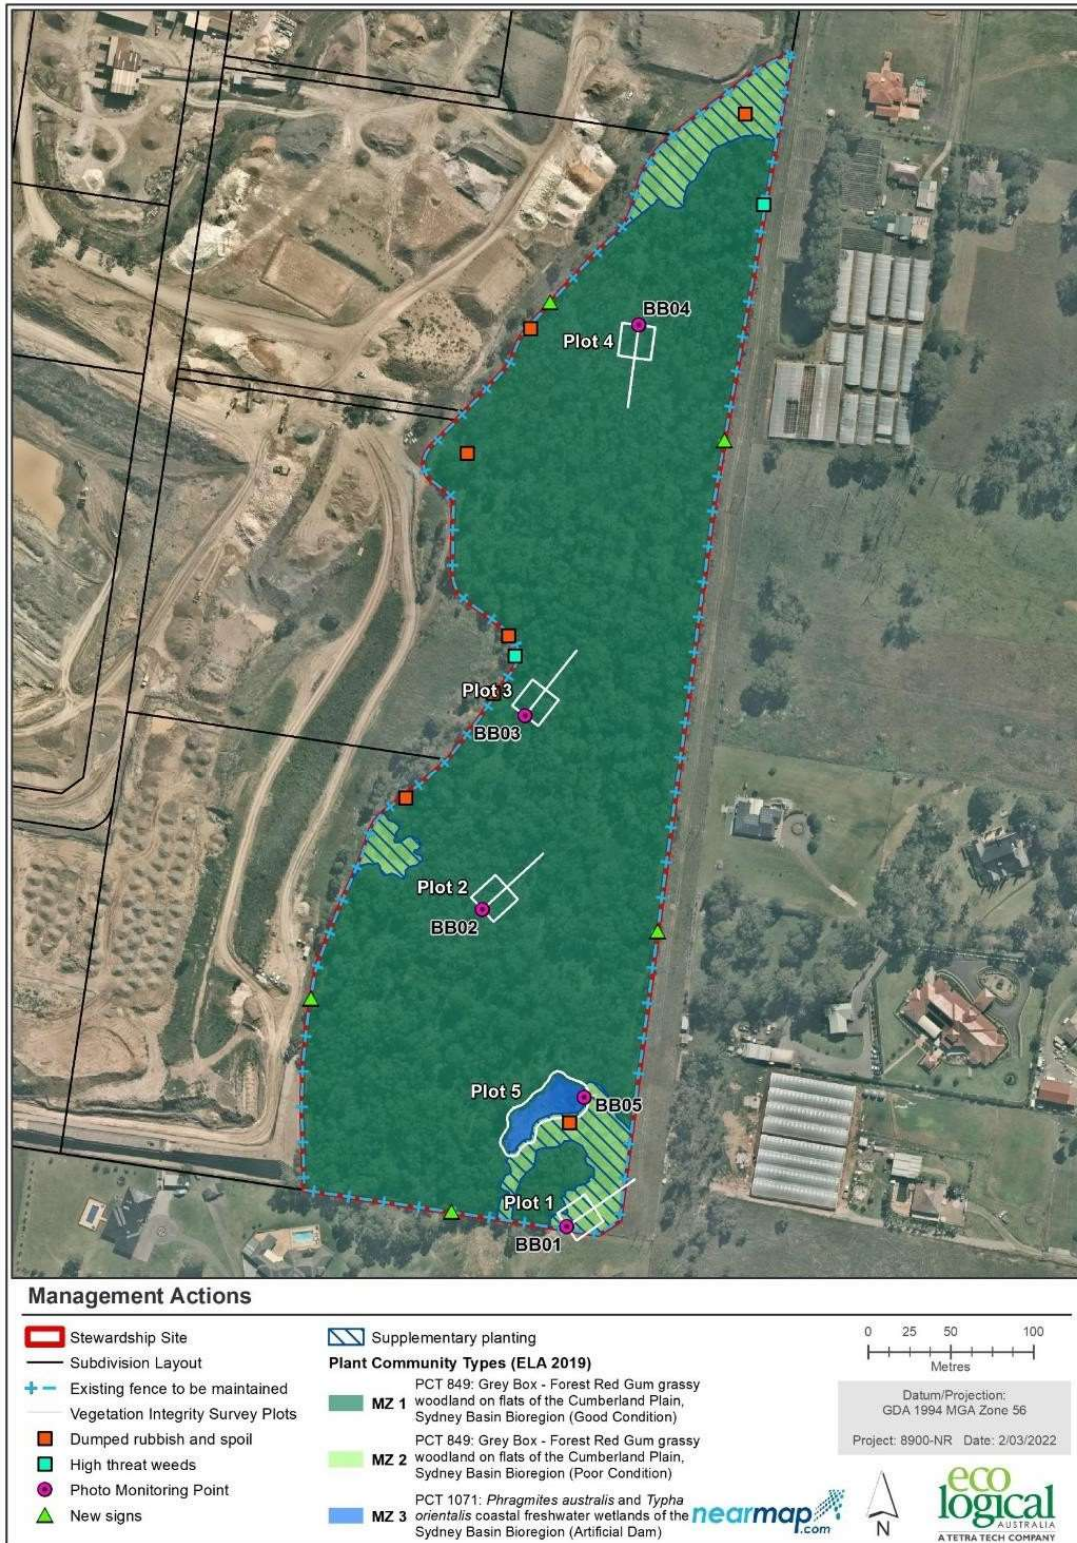 BB04
Plot 4
Plot 3
BB03
Plot 2
BB02
Plot 5
BB05
Plot 1
BB01
Management Actions
Stewardship Site
Subdivision Layout
Existing fence to be maintained
Vegetation Integrity Survey Plots
Dumped rubbish and spoil
High threat weeds
Photo Monitoring Point
New signs
Supplementary planting
Plant Community Types (ELA 2019)
PCT 849: Grey Box - Forest Red Gum grassy
MZ 1 woodland on flats of the Cumberland Plain,
Sydney Basin Bioregion (Good Condition)
PCT 849: Grey Box - Forest Red Gum grassy
MZ 2 woodland on flats of the Cumberland Plain,
Sydney Basin Bioregion (Poor Condition)
PCT 1071: Phragmites australis and Typha
MZ 3 orientalis coastal freshwater wetlands of the
Sydney Basin Bioregion (Artificial Dam)
0 25 50 100
Metres
Datum/Projection:
GDA 1994 MGA Zone 56
Project: 8900-NR Date: 2/03/2022
nearmap
.com
N
eco
logical
AUSTRALIA
A TETRA TECH COMPANY